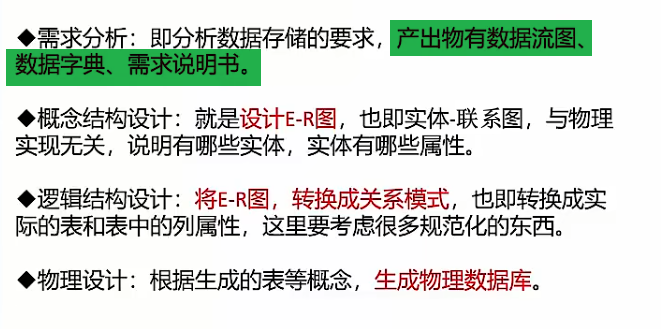 ◆需求分析：即分析数据存储的要求，产出物有数据流图、
数据字典、需求说明书。
◆概念结构设计：就是设计E-R图，也即实体-联系图，与物理
实现无关，说明有哪些实体，实体有哪些属性。
◆逻辑结构设计：将E-R图，转换成关系模式，也即转换成实
际的表和表中的列属性，这里要考虑很多规范化的东西。
◆物理设计：根据生成的表等概念，生成物理数据库。